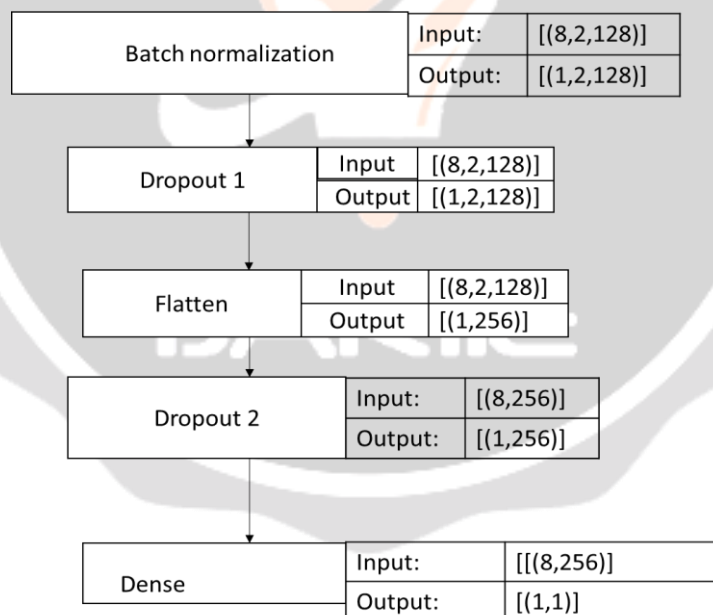 Batch normalization
Input: [(8,2,128)]
Output: [(1,2,128)]
Dropout 1
Input [(8,2,128)]
Output [(1,2,128)]
Flatten
Input [(8,2,128)]
Output [(1,256)]
Dropout 2
Input: [(8,256)]
Output: [(1,256)]
Dense
Input: [[(8,256)]
Output: [(1,1)]